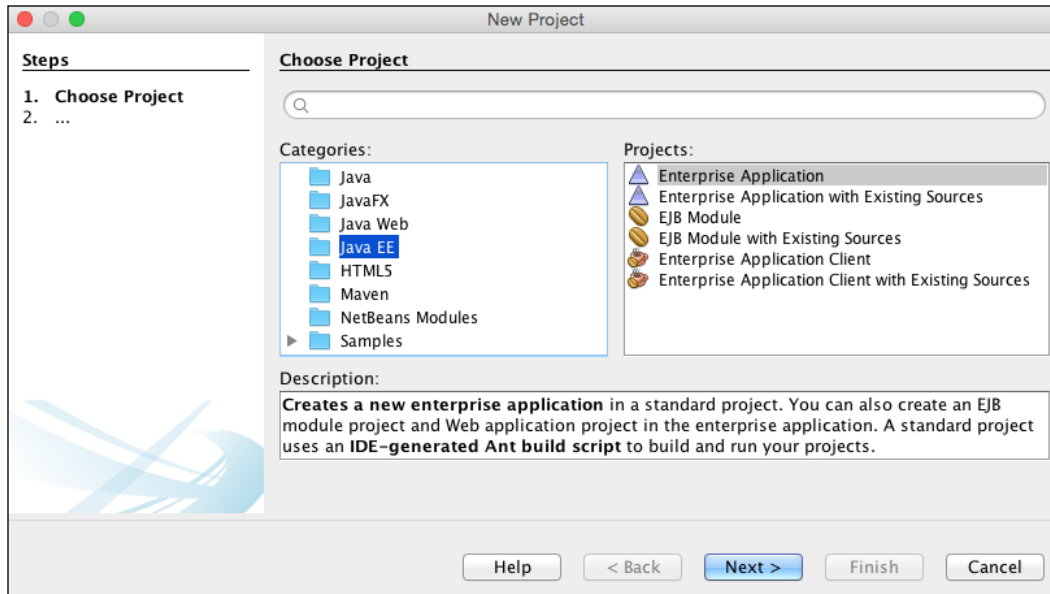 New Project
Steps
1. Choose Project
2. ...
Choose Project
Categories:
Java
JavaFX
Java Web
Java EE
HTML5
Maven
NetBeans Modules
Samples
Projects:
Enterprise Application
Enterprise Application with Existing Sources
EJB Module
EJB Module with Existing Sources
Enterprise Application Client
Enterprise Application Client with Existing Sources
Description:
Creates a new enterprise application in a standard project. You can also create an EJB
module project and Web application project in the enterprise application. A standard project
uses an IDE-generated Ant build script to build and run your projects.
Help
< Back
Next >
Finish
Cancel